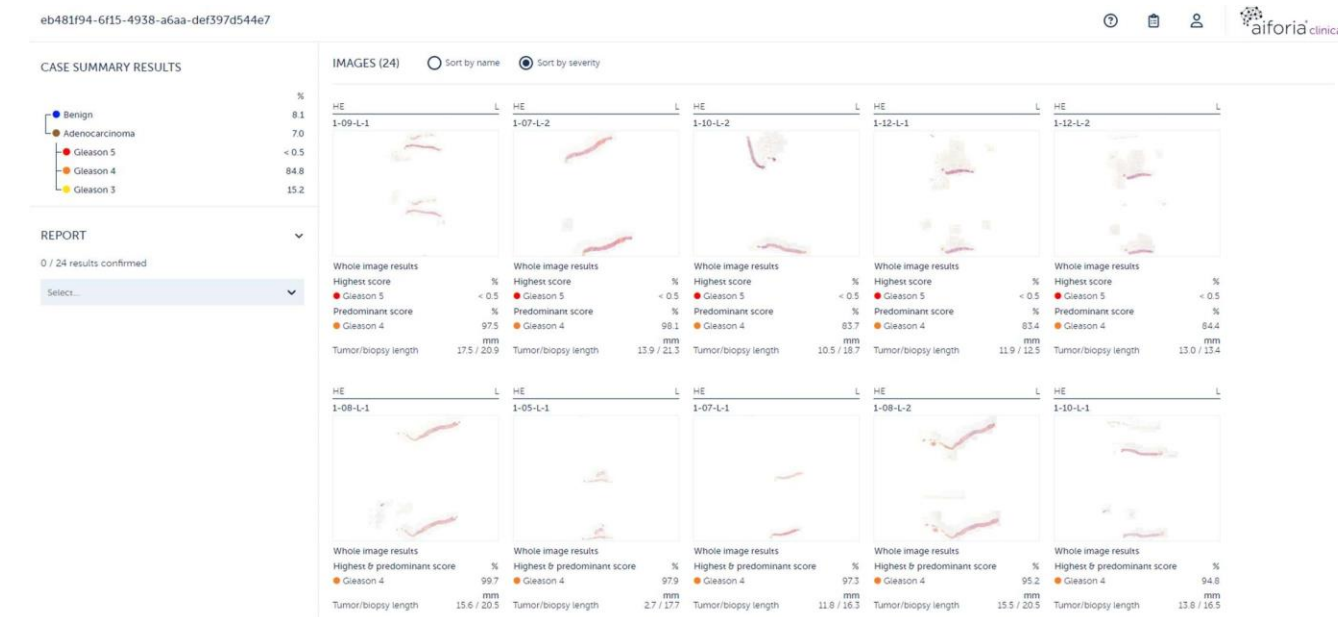 eb481f94-6f15-4938-a6aa-def397d544e7
aiforia clinical
CASE SUMMARY RESULTS
%
Benign 8.1
Adenocarcinoma 7.0
Gleason 5 < 0.5
Gleason 4 84.8
Gleason 3 15.2
REPORT
0 / 24 results confirmed
Select...
IMAGES (24) Sort by name Sort by severity
HE L HE L HE L HE L HE L
1-09-L-1 1-07-L-2 1-10-L-2 1-12-L-1 1-12-L-2
Whole image results Whole image results Whole image results Whole image results Whole image results
Highest score % Highest score % Highest score % Highest score % Highest score %
Gleason 5 < 0.5 Gleason 5 < 0.5 Gleason 5 < 0.5 Gleason 5 < 0.5 Gleason 5 < 0.5
Predominant score % Predominant score % Predominant score % Predominant score % Predominant score %
Gleason 4 97.5 Gleason 4 98.1 Gleason 4 83.7 Gleason 4 83.4 Gleason 4 84.4
mm mm mm mm mm
Tumor/biopsy length 17.5 / 20.9 Tumor/biopsy length 13.9 / 21.3 Tumor/biopsy length 10.5 / 18.7 Tumor/biopsy length 11.9 / 12.5 Tumor/biopsy length 13.0 / 13.4
HE L HE L HE L HE L HE L
1-08-L-1 1-05-L-1 1-07-L-1 1-08-L-2 1-10-L-1
Whole image results Whole image results Whole image results Whole image results Whole image results
Highest & predominant score % Highest & predominant score % Highest & predominant score % Highest & predominant score % Highest & predominant score %
Gleason 4 99.7 Gleason 4 97.9 Gleason 4 97.3 Gleason 4 95.2 Gleason 4 94.8
mm mm mm mm mm
Tumor/biopsy length 15.6 / 20.5 Tumor/biopsy length 2.7 / 17.7 Tumor/biopsy length 11.8 / 16.3 Tumor/biopsy length 15.5 / 20.5 Tumor/biopsy length 13.8 / 16.5